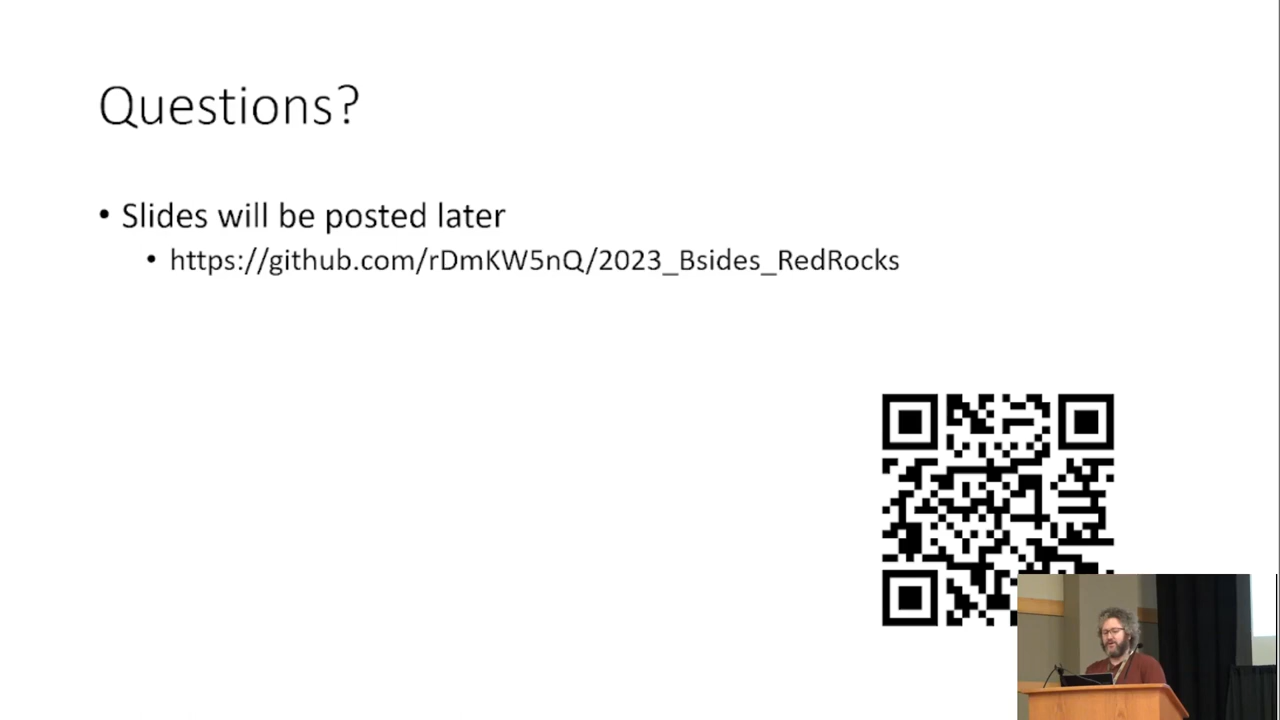 Questions?
• Slides will be posted later
• https://github.com/rDmKW5nQ/2023_Bsides_RedRocks